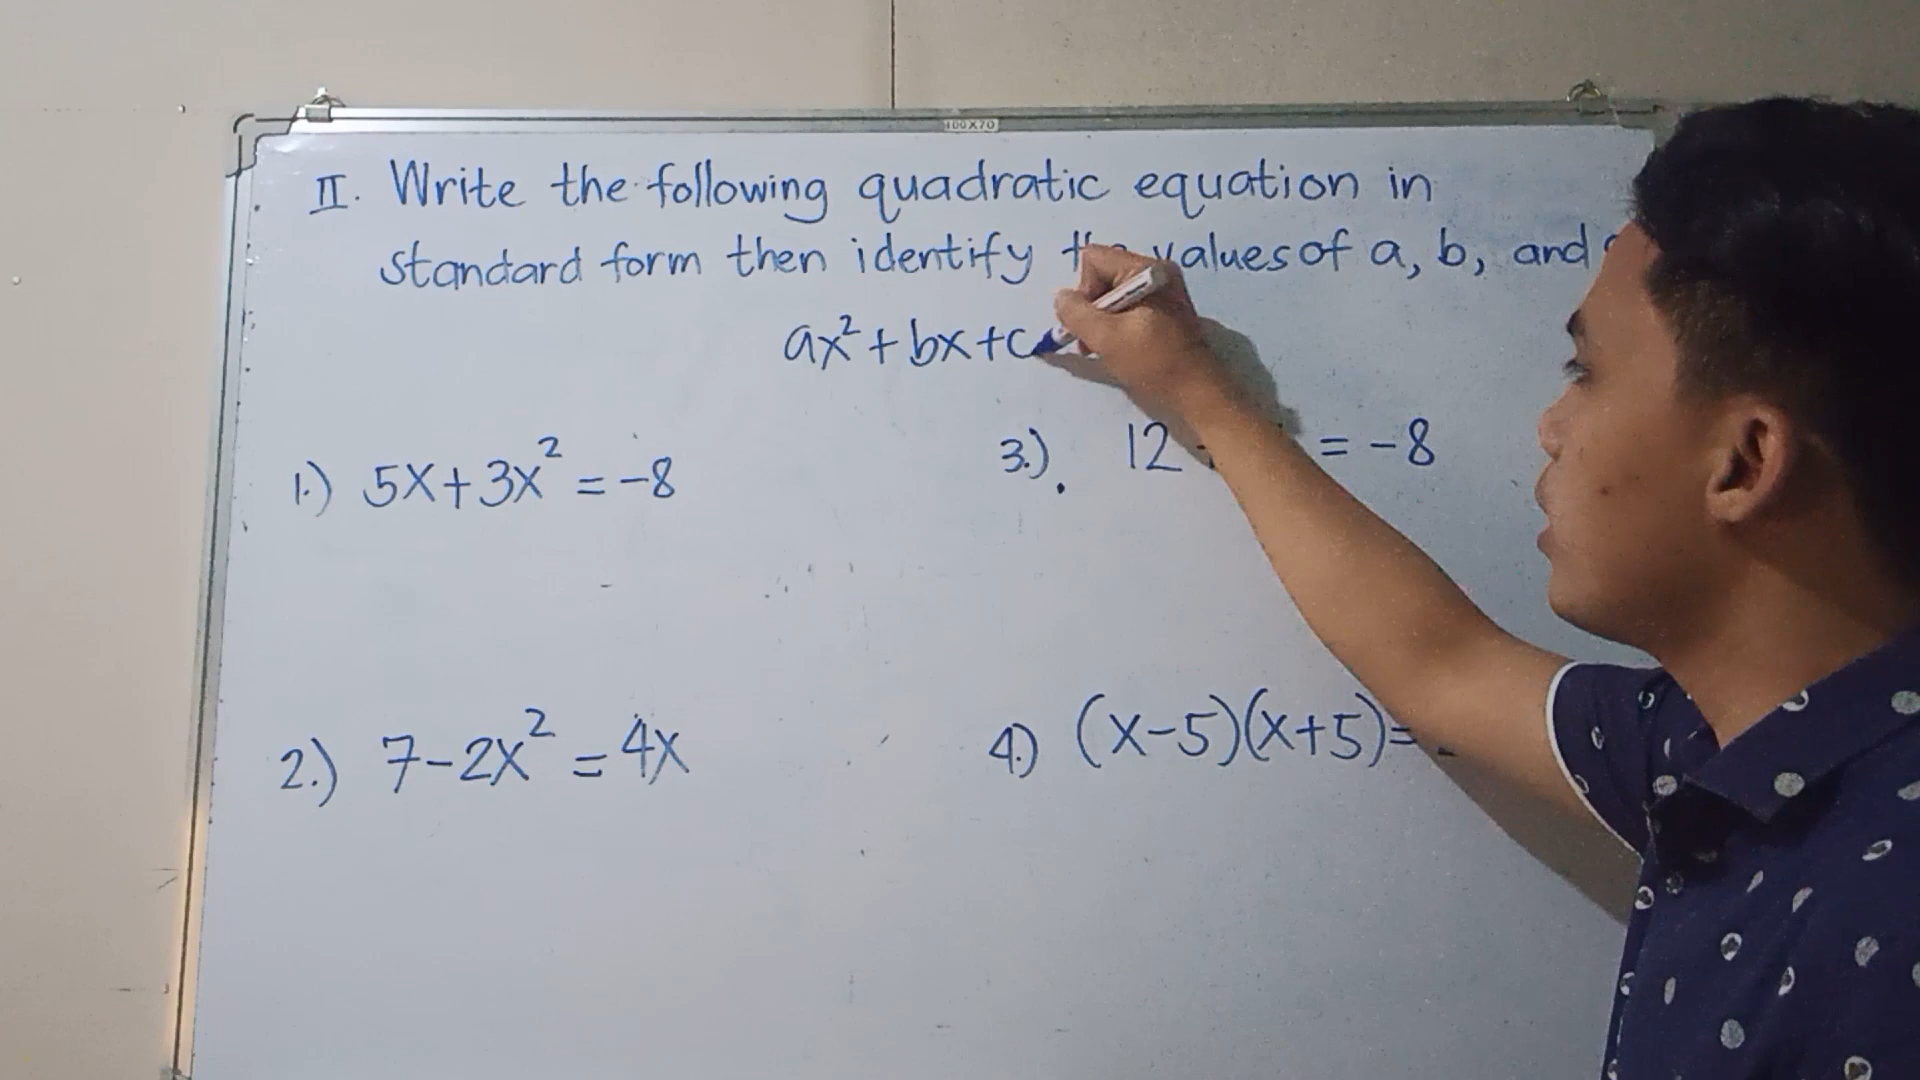 100X70
II. Write the following quadratic equation in
standard form then identify the values of a, b, and
ax² + bx + c
1.) 5x + 3x² = -8
2.) 7 - 2x² = 4x
3.) 12 = -8
4.) (x-5)(x+5) =